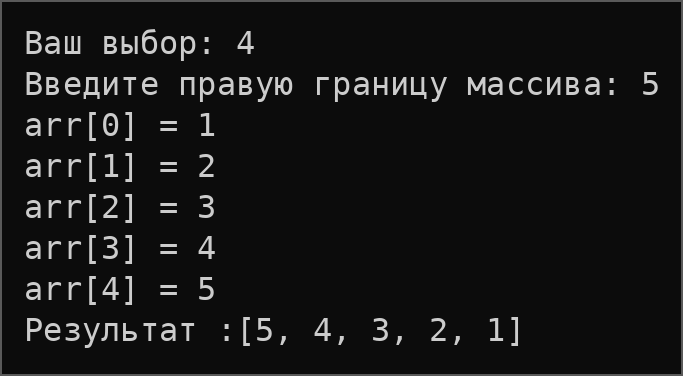 Ваш выбор: 4
Введите правую границу массива: 5
arr[0] = 1
arr[1] = 2
arr[2] = 3
arr[3] = 4
arr[4] = 5
Результат :[5, 4, 3, 2, 1]